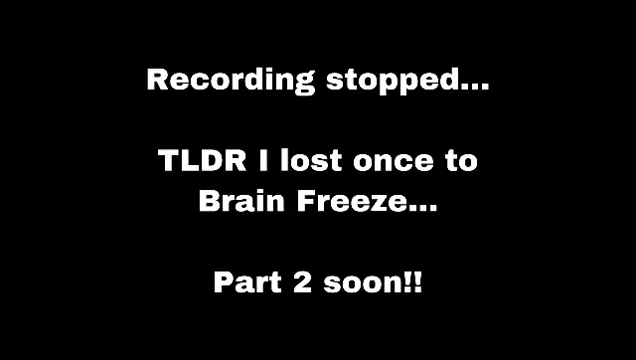 Recording stopped...
TLDR I lost once to
Brain Freeze...
Part 2 soon!!